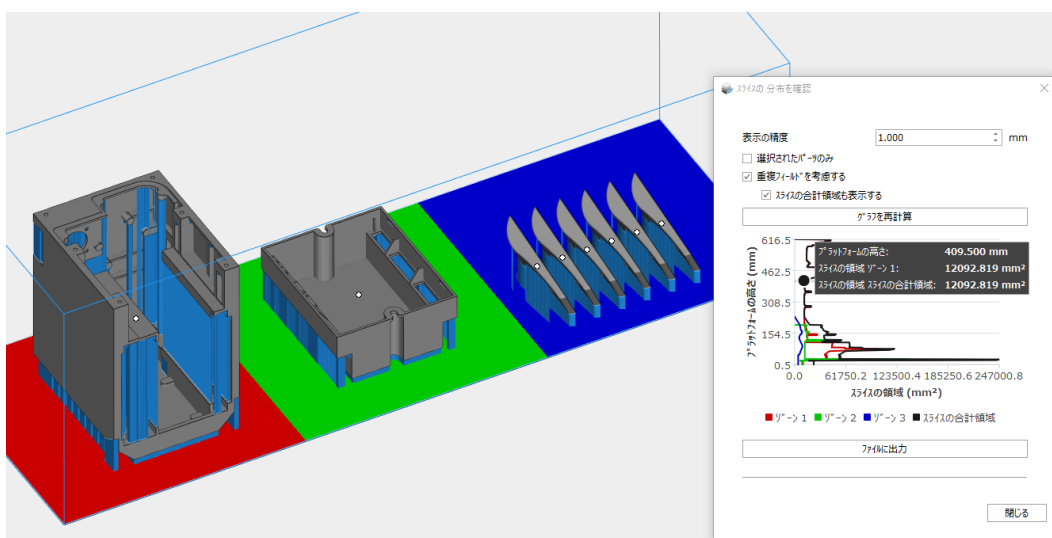 スライスの 分布を確認
表示の精度 1.000 mm
選択されたパーツのみ
重複フィールドを考慮する
スライスの合計領域も表示する
グラフを再計算
プラットフォームの高さ (mm)
616.5
462.5
308.5
154.5
0.5
プラットフォームの高さ: 409.500 mm
スライスの領域 ゾーン 1: 12092.819 mm²
スライスの領域 スライスの合計領域: 12092.819 mm²
0.0 61750.2 123500.4 185250.6 247000.8
スライスの領域 (mm²)
ゾーン 1 ゾーン 2 ゾーン 3 スライスの合計領域
ファイルに出力
閉じる